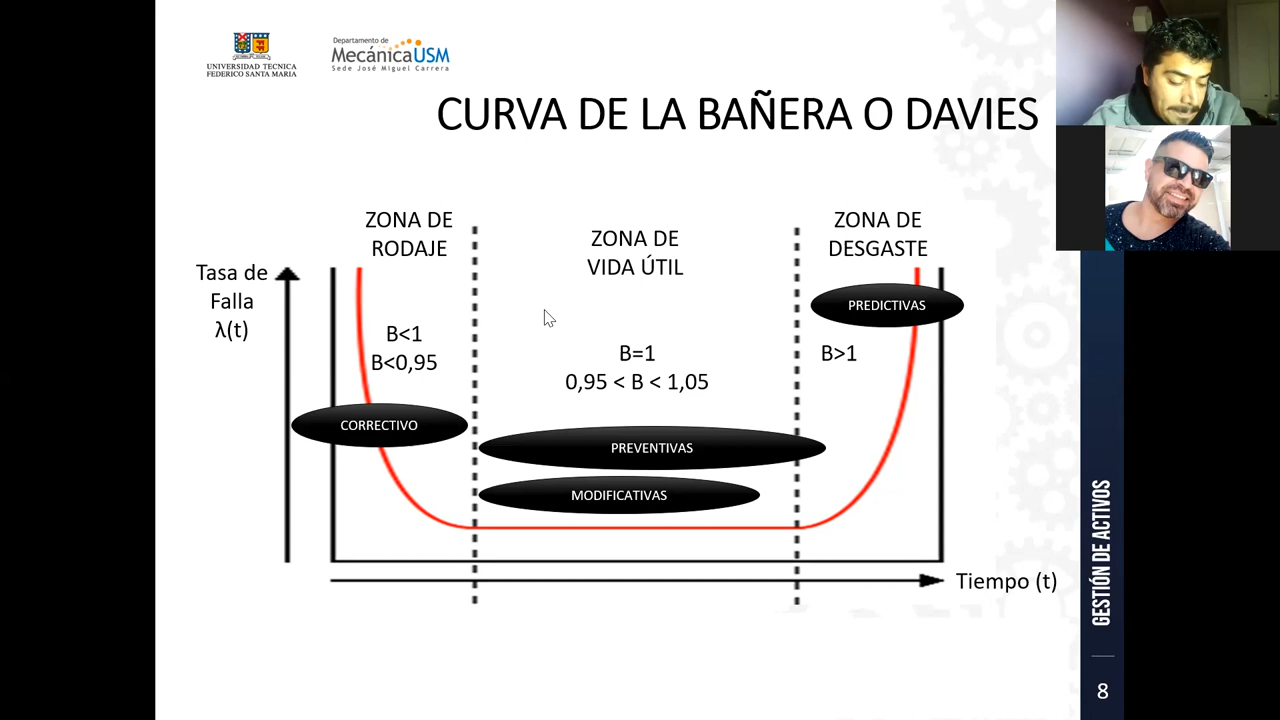 UNIVERSIDAD TECNICA
FEDERICO SANTA MARIA
Departamento de
MecánicaUSM
Sede José Miguel Carrera
CURVA DE LA BAÑERA O DAVIES
ZONA DE
RODAJE
ZONA DE
VIDA ÚTIL
ZONA DE
DESGASTE
Tasa de
Falla
λ(t)
PREDICTIVAS
B<1
B<0,95
B=1
0,95 < B < 1,05
B>1
CORRECTIVO
PREVENTIVAS
MODIFICATIVAS
Tiempo (t)
GESTIÓN DE ACTIVOS
8